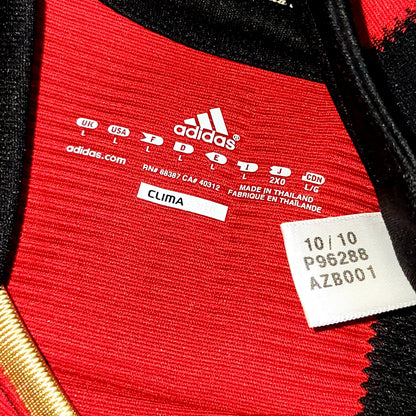 adidas
UK USA F D E I J CDN
L L L L L L 2XO L/G
adidas.com
RN# 88387 CA# 40312
MADE IN THAILAND
FABRIQUÉ EN THAÏLANDE
CLIMA
10/10
P96288
AZB001